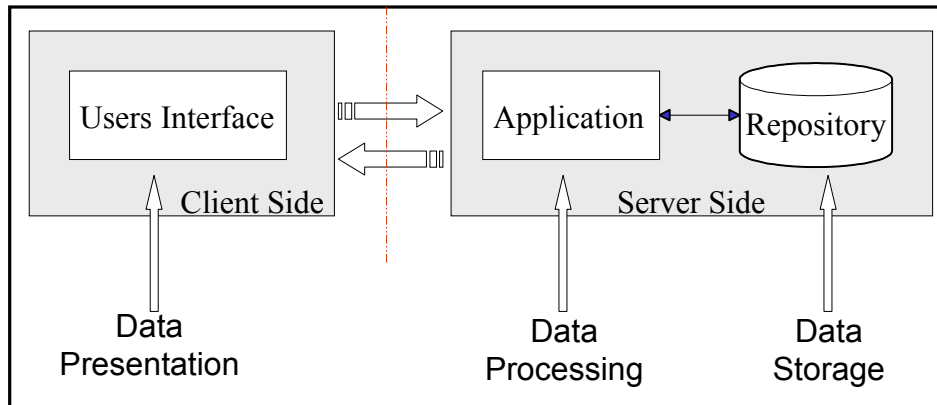 Users Interface
Application
Repository
Client Side
Server Side
Data
Presentation
Data
Processing
Data
Storage